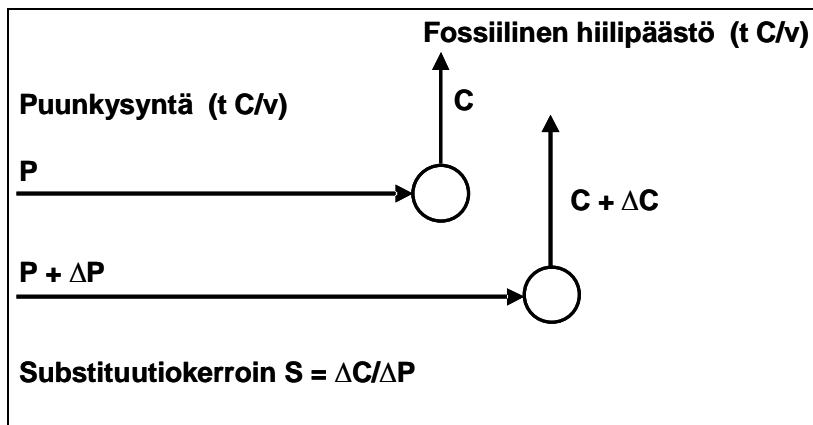 Fossiilinen hiilipäästö (t C/v)
Puunkysyntä (t C/v)
C
P
C + ΔC
P + ΔP
Substituutiokerroin S = ΔC/ΔP